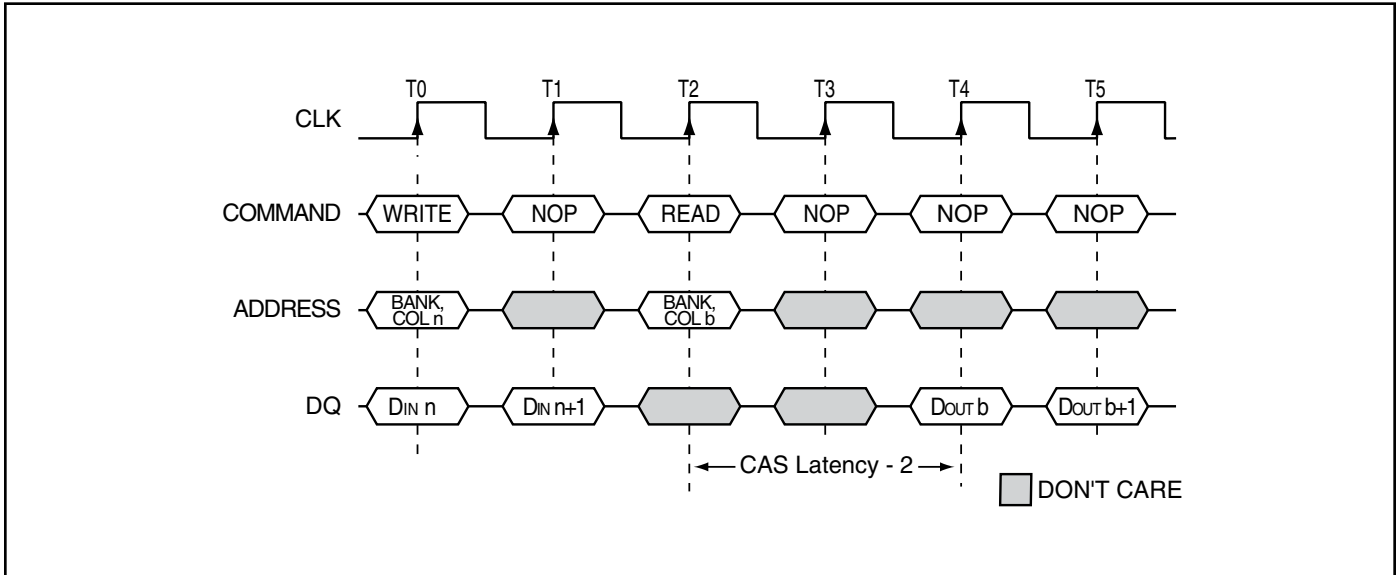 T0 T1 T2 T3 T4 T5
CLK
COMMAND WRITE NOP READ NOP NOP NOP
ADDRESS BANK, COL n BANK, COL b
DQ DIN n DIN n+1 DOUT b DOUT b+1
CAS Latency - 2
DON'T CARE